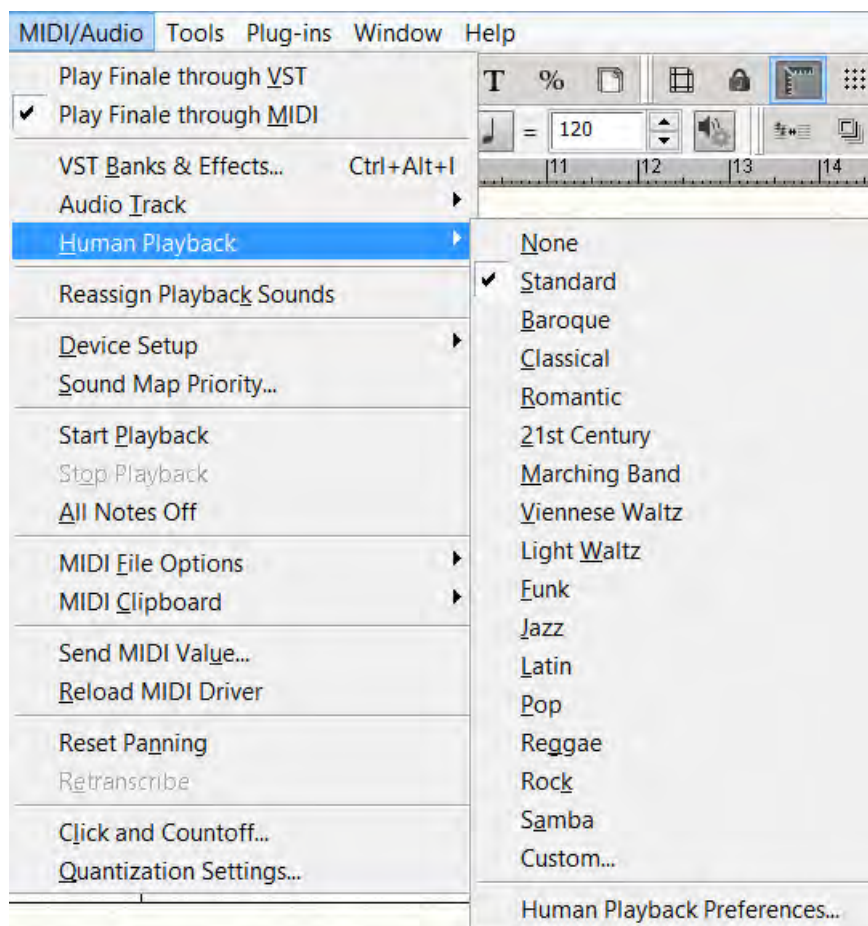 MIDI/Audio Tools Plug-ins Window Help
Play Finale through VST
Play Finale through MIDI
VST Banks & Effects... Ctrl+Alt+I
Audio Track
Human Playback
Reassign Playback Sounds
Device Setup
Sound Map Priority...
Start Playback
Stop Playback
All Notes Off
MIDI File Options
MIDI Clipboard
Send MIDI Value...
Reload MIDI Driver
Reset Panning
Retranscribe
Click and Countoff...
Quantization Settings...
T %
= 120
11 12 13 14
None
Standard
Baroque
Classical
Romantic
21st Century
Marching Band
Viennese Waltz
Light Waltz
Funk
Jazz
Latin
Pop
Reggae
Rock
Samba
Custom...
Human Playback Preferences...